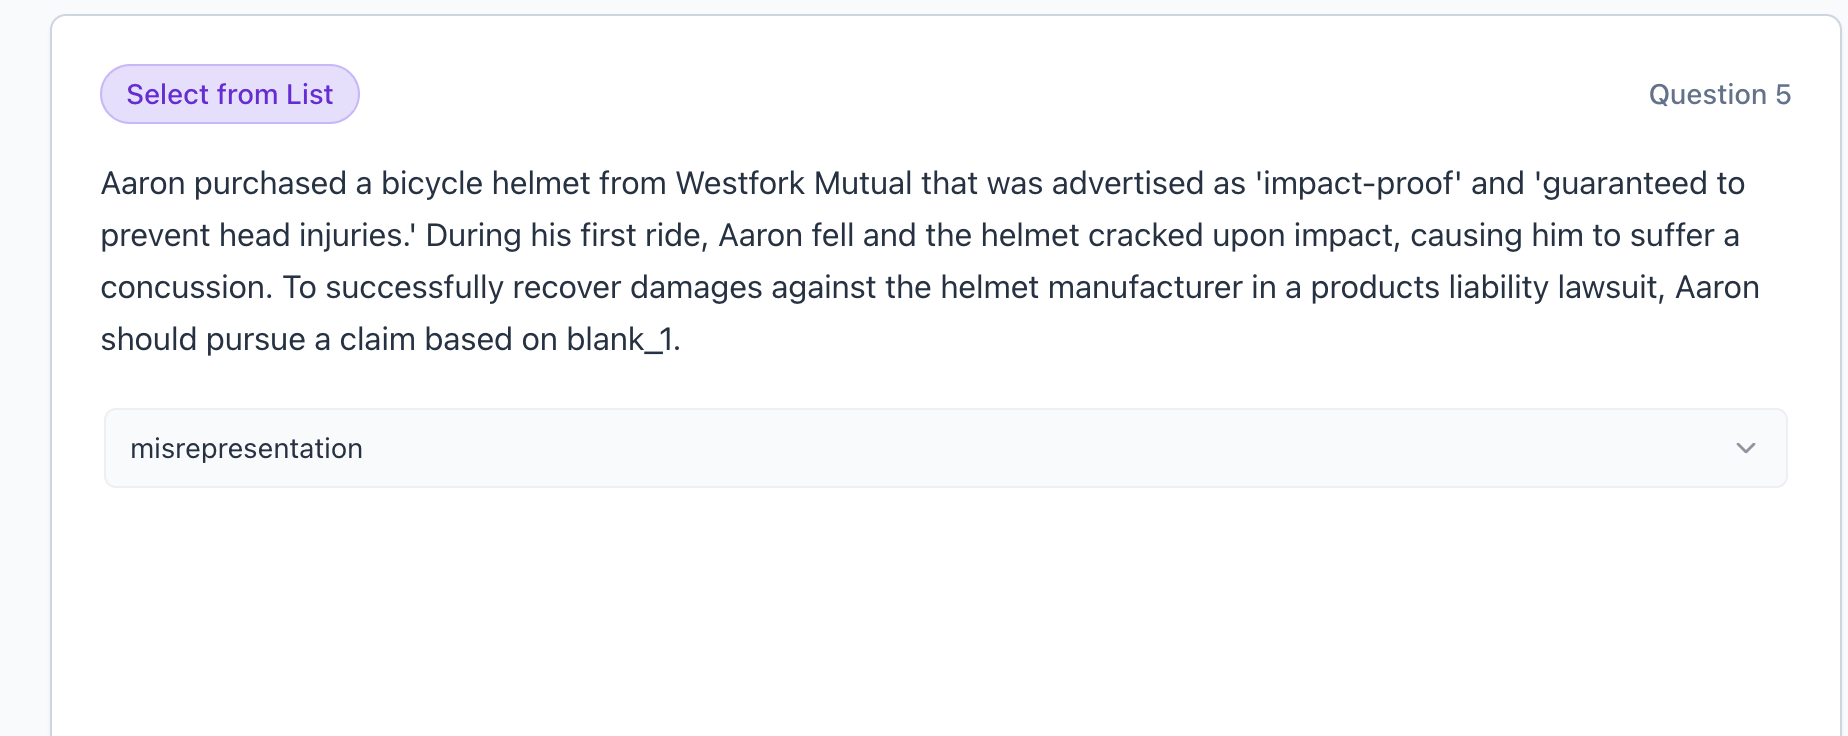 Select from List
Question 5
Aaron purchased a bicycle helmet from Westfork Mutual that was advertised as 'impact-proof' and 'guaranteed to
prevent head injuries.' During his first ride, Aaron fell and the helmet cracked upon impact, causing him to suffer a
concussion. To successfully recover damages against the helmet manufacturer in a products liability lawsuit, Aaron
should pursue a claim based on blank_1.
misrepresentation